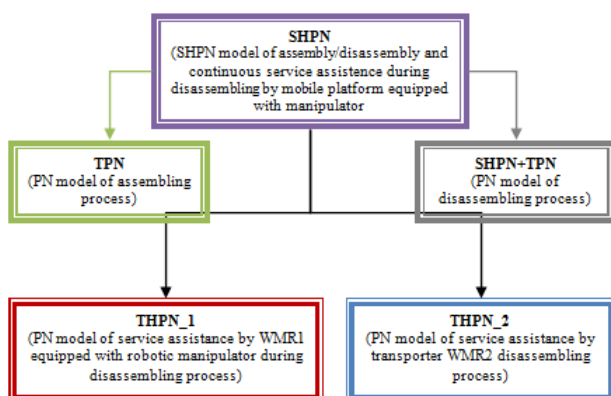 SHPN
(SHPN model of assembly/disassembly and
continuous service assistence during
disassembling by mobile platform equipped
with manipulator
TPN
(PN model of assembling
process)
SHPN+TPN
(PN model of
disassembling process)
THPN_1
(PN model of service assistance by WMR1
equipped with robotic manipulator during
disassembling process)
THPN_2
(PN model of service assistance by
transporter WMR2 disassembling
process)